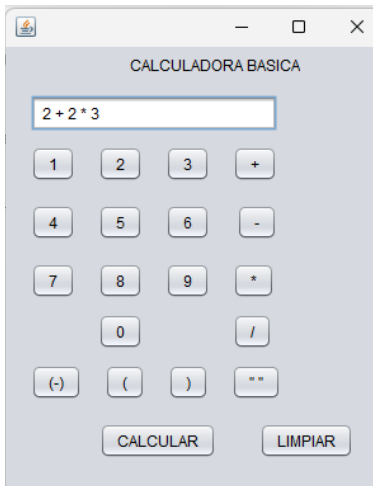 CALCULADORA BASICA
2 + 2 * 3
1 2 3 +
4 5 6 -
7 8 9 *
0 /
(-) ( ) " "
CALCULAR LIMPIAR